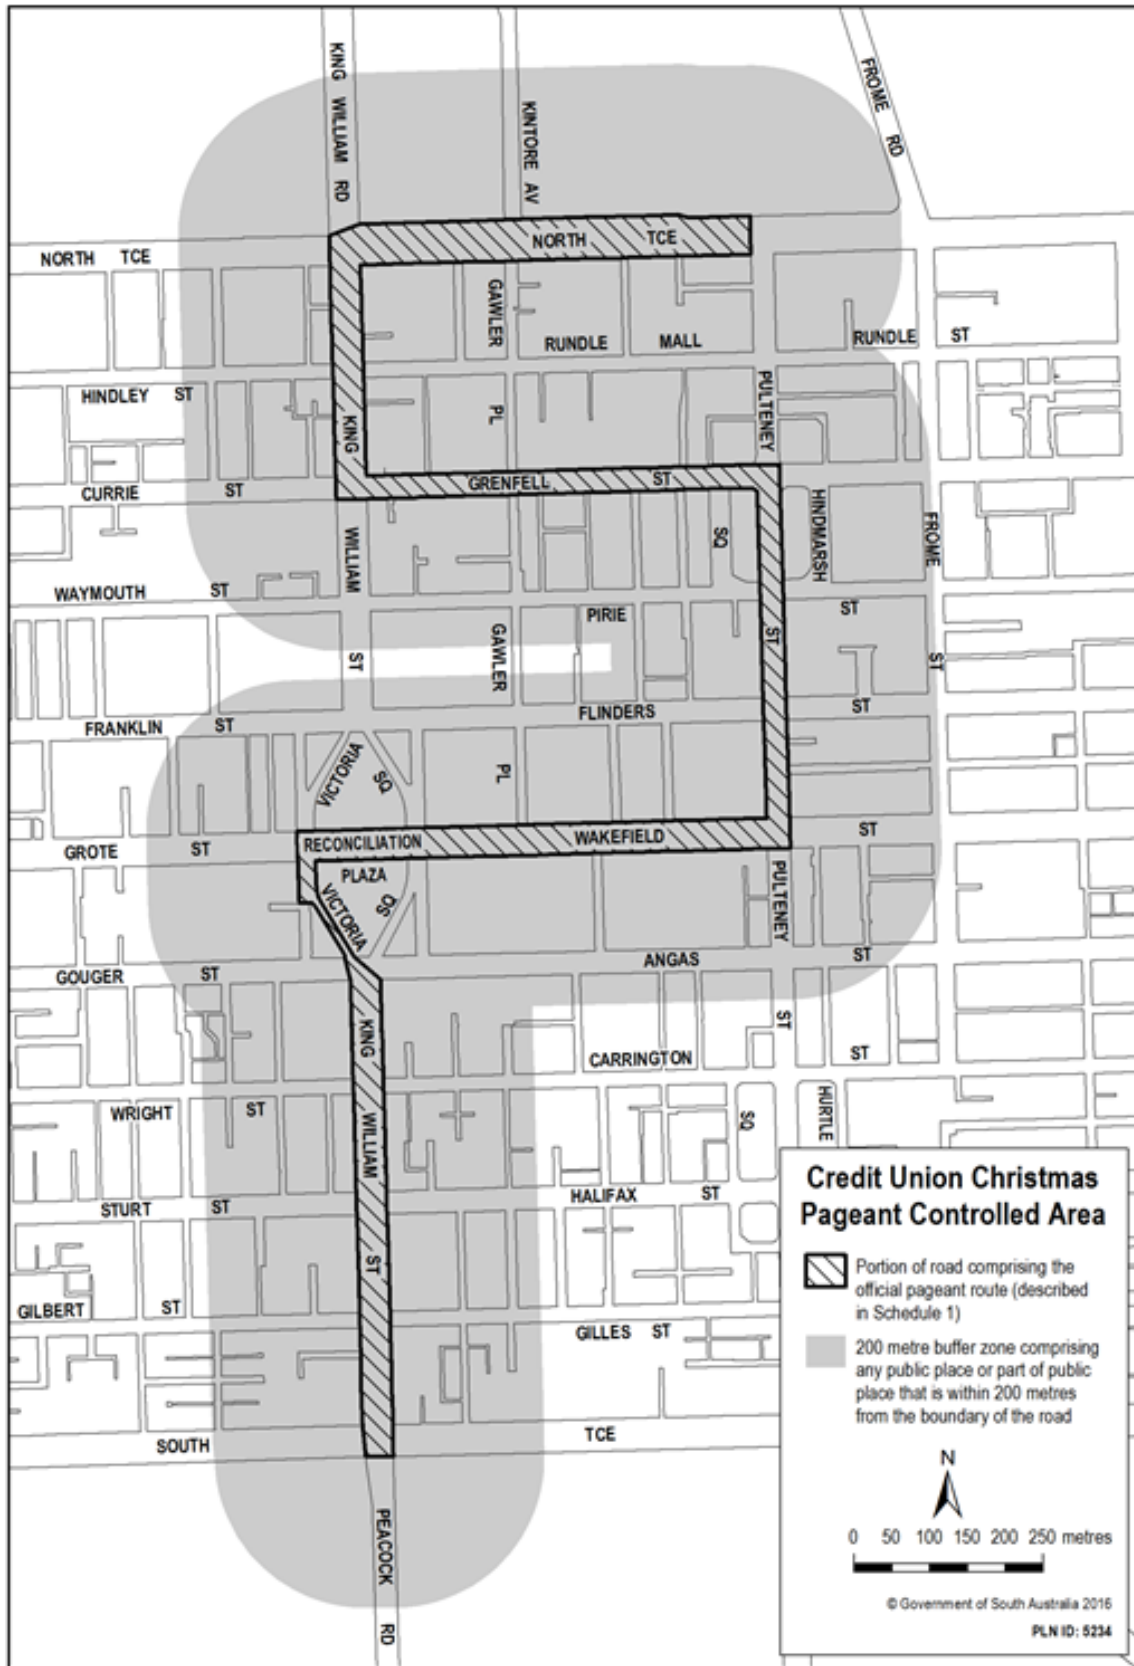 KING WILLIAM RD
KINTORE AV
FROME RD
NORTH TCE
NORTH TCE
GAWLER
RUNDLE MALL
RUNDLE ST
HINDLEY ST
KING
PL
PULTENEY
CURRIE ST
GRENFELL ST
WILLIAM
SQ
HINDMARSH
FROME
WAYMOUTH ST
PIRIE
ST
ST
GAWLER
ST
ST
FRANKLIN ST
FLINDERS
ST
VICTORIA SQ
PL
GROTE ST
RECONCILIATION
WAKEFIELD
ST
PLAZA
VICTORIA SQ
PULTENEY
GOUGER ST
ANGAS
ST
KING
ST
CARRINGTON
ST
WRIGHT ST
WILLIAM
SQ
HURTLE
STURT ST
HALIFAX ST
ST
GILBERT ST
GILLES ST
SOUTH
TCE
PEACOCK RD
Credit Union Christmas
Pageant Controlled Area
Portion of road comprising the
official pageant route (described
in Schedule 1)
200 metre buffer zone comprising
any public place or part of public
place that is within 200 metres
from the boundary of the road
N
0 50 100 150 200 250 metres
© Government of South Australia 2016
PLN ID: 5234